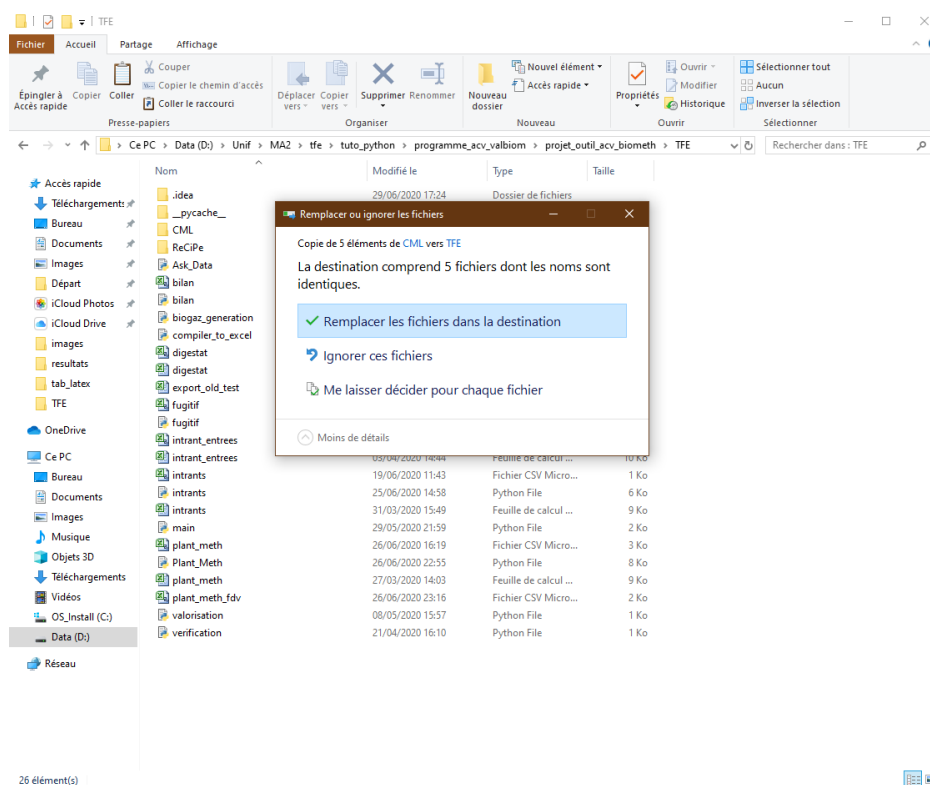 TFE
Fichier Accueil Partage Affichage
Épingler à Accès rapide
Copier
Coller
Couper
Copier le chemin d'accès
Coller le raccourci
Presse-papiers
Déplacer vers
Copier vers
Supprimer
Renommer
Organiser
Nouveau dossier
Nouvel élément
Accès rapide
Nouveau
Propriétés
Ouvrir
Modifier
Historique
Ouvrir
Sélectionner tout
Aucun
Inverser la sélection
Sélectionner
Ce PC > Data (D:) > Unif > MA2 > tfe > tuto_python > programme_acv_valbiom > projet_outil_acv_biometh > TFE
Rechercher dans : TFE
Accès rapide
Téléchargements
Bureau
Documents
Images
Départ
iCloud Photos
iCloud Drive
images
resultats
tab_latex
TFE
OneDrive
Ce PC
Bureau
Documents
Images
Musique
Objets 3D
Téléchargements
Vidéos
OS_Install (C:)
Data (D:)
Réseau
Nom Modifié le Type Taille
.idea 29/06/2020 17:24 Dossier de fichiers
__pycache__
CML
ReCiPe
Ask_Data
bilan
bilan
biogaz_generation
compiler_to_excel
digestat
digestat
export_old_test
fugitif
fugitif
intrant_entrees
intrant_entrees 03/04/2020 14:44 Feuille de calcul ... 10 Ko
intrants 19/06/2020 11:43 Fichier CSV Micro... 1 Ko
intrants 25/06/2020 14:58 Python File 6 Ko
intrants 31/03/2020 15:49 Feuille de calcul ... 9 Ko
main 29/05/2020 21:59 Python File 2 Ko
plant_meth 26/06/2020 16:19 Fichier CSV Micro... 3 Ko
Plant_Meth 26/06/2020 22:55 Python File 8 Ko
plant_meth 27/03/2020 14:03 Feuille de calcul ... 9 Ko
plant_meth_fdv 26/06/2020 23:16 Fichier CSV Micro... 2 Ko
valorisation 08/05/2020 15:57 Python File 1 Ko
verification 21/04/2020 16:10 Python File 1 Ko
Remplacer ou ignorer les fichiers
Copie de 5 éléments de CML vers TFE
La destination comprend 5 fichiers dont les noms sont
identiques.
Remplacer les fichiers dans la destination
Ignorer ces fichiers
Me laisser décider pour chaque fichier
Moins de détails
26 élément(s)